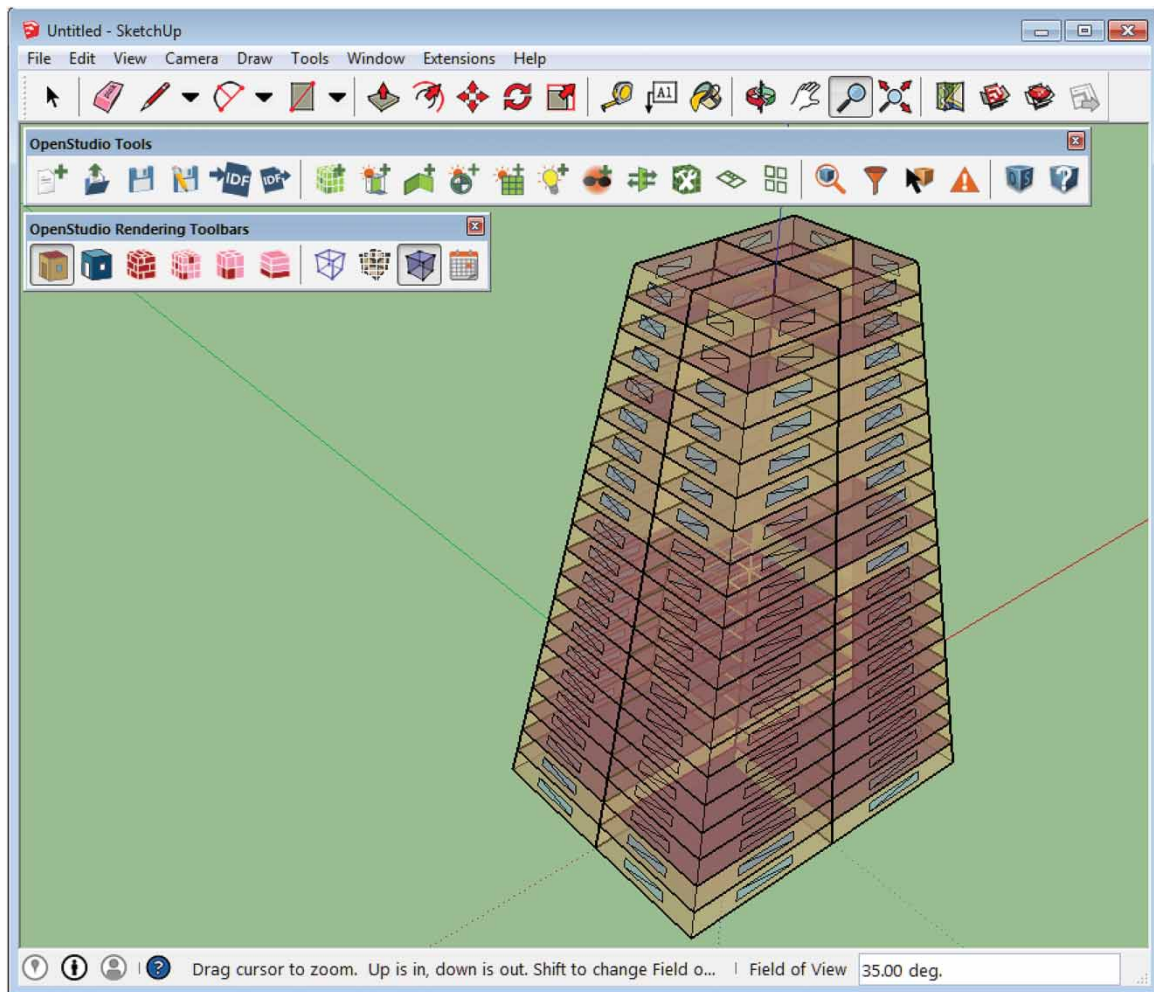 Untitled - SketchUp
File Edit View Camera Draw Tools Window Extensions Help
A1
OpenStudio Tools
IDF IDF
OS ?
OpenStudio Rendering Toolbars
? Drag cursor to zoom. Up is in, down is out. Shift to change Field o... Field of View 35.00 deg.